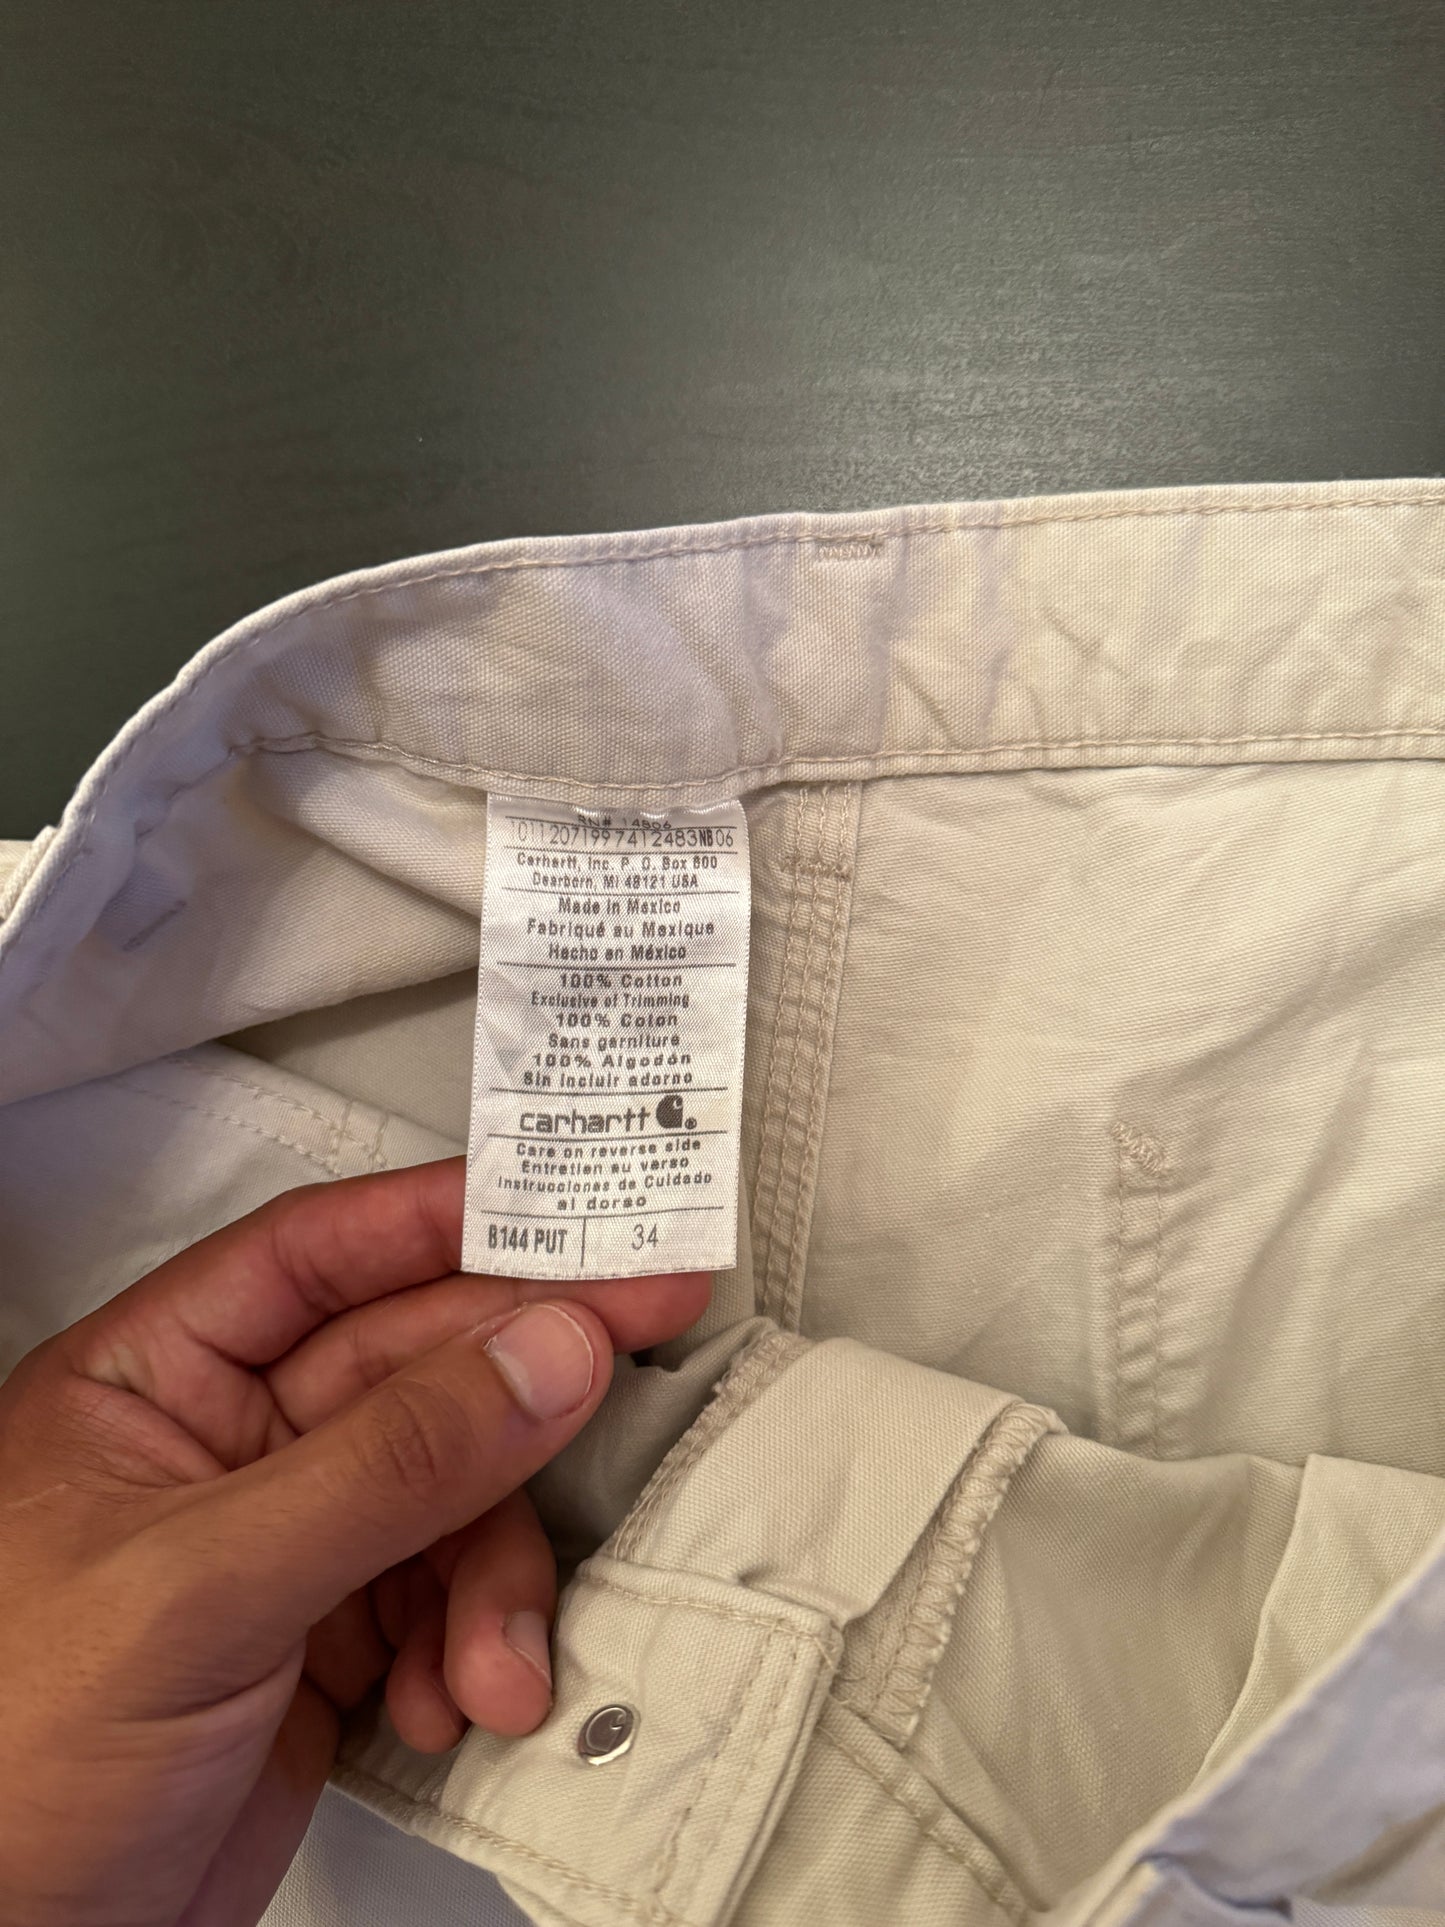 RN# 14806
10112071997412483NB06
Carhartt, Inc. P. O. Box 600
Dearborn, MI 48121 USA
Made in Mexico
Fabriqué au Mexique
Hecho en México
100% Cotton
Exclusive of Trimming
100% Coton
Sans garniture
100% Algodón
Sin incluir adorno
carhartt ®
Care on reverse side
Entretien au verso
Instrucciones de Cuidado
al dorso
B144 PUT 34